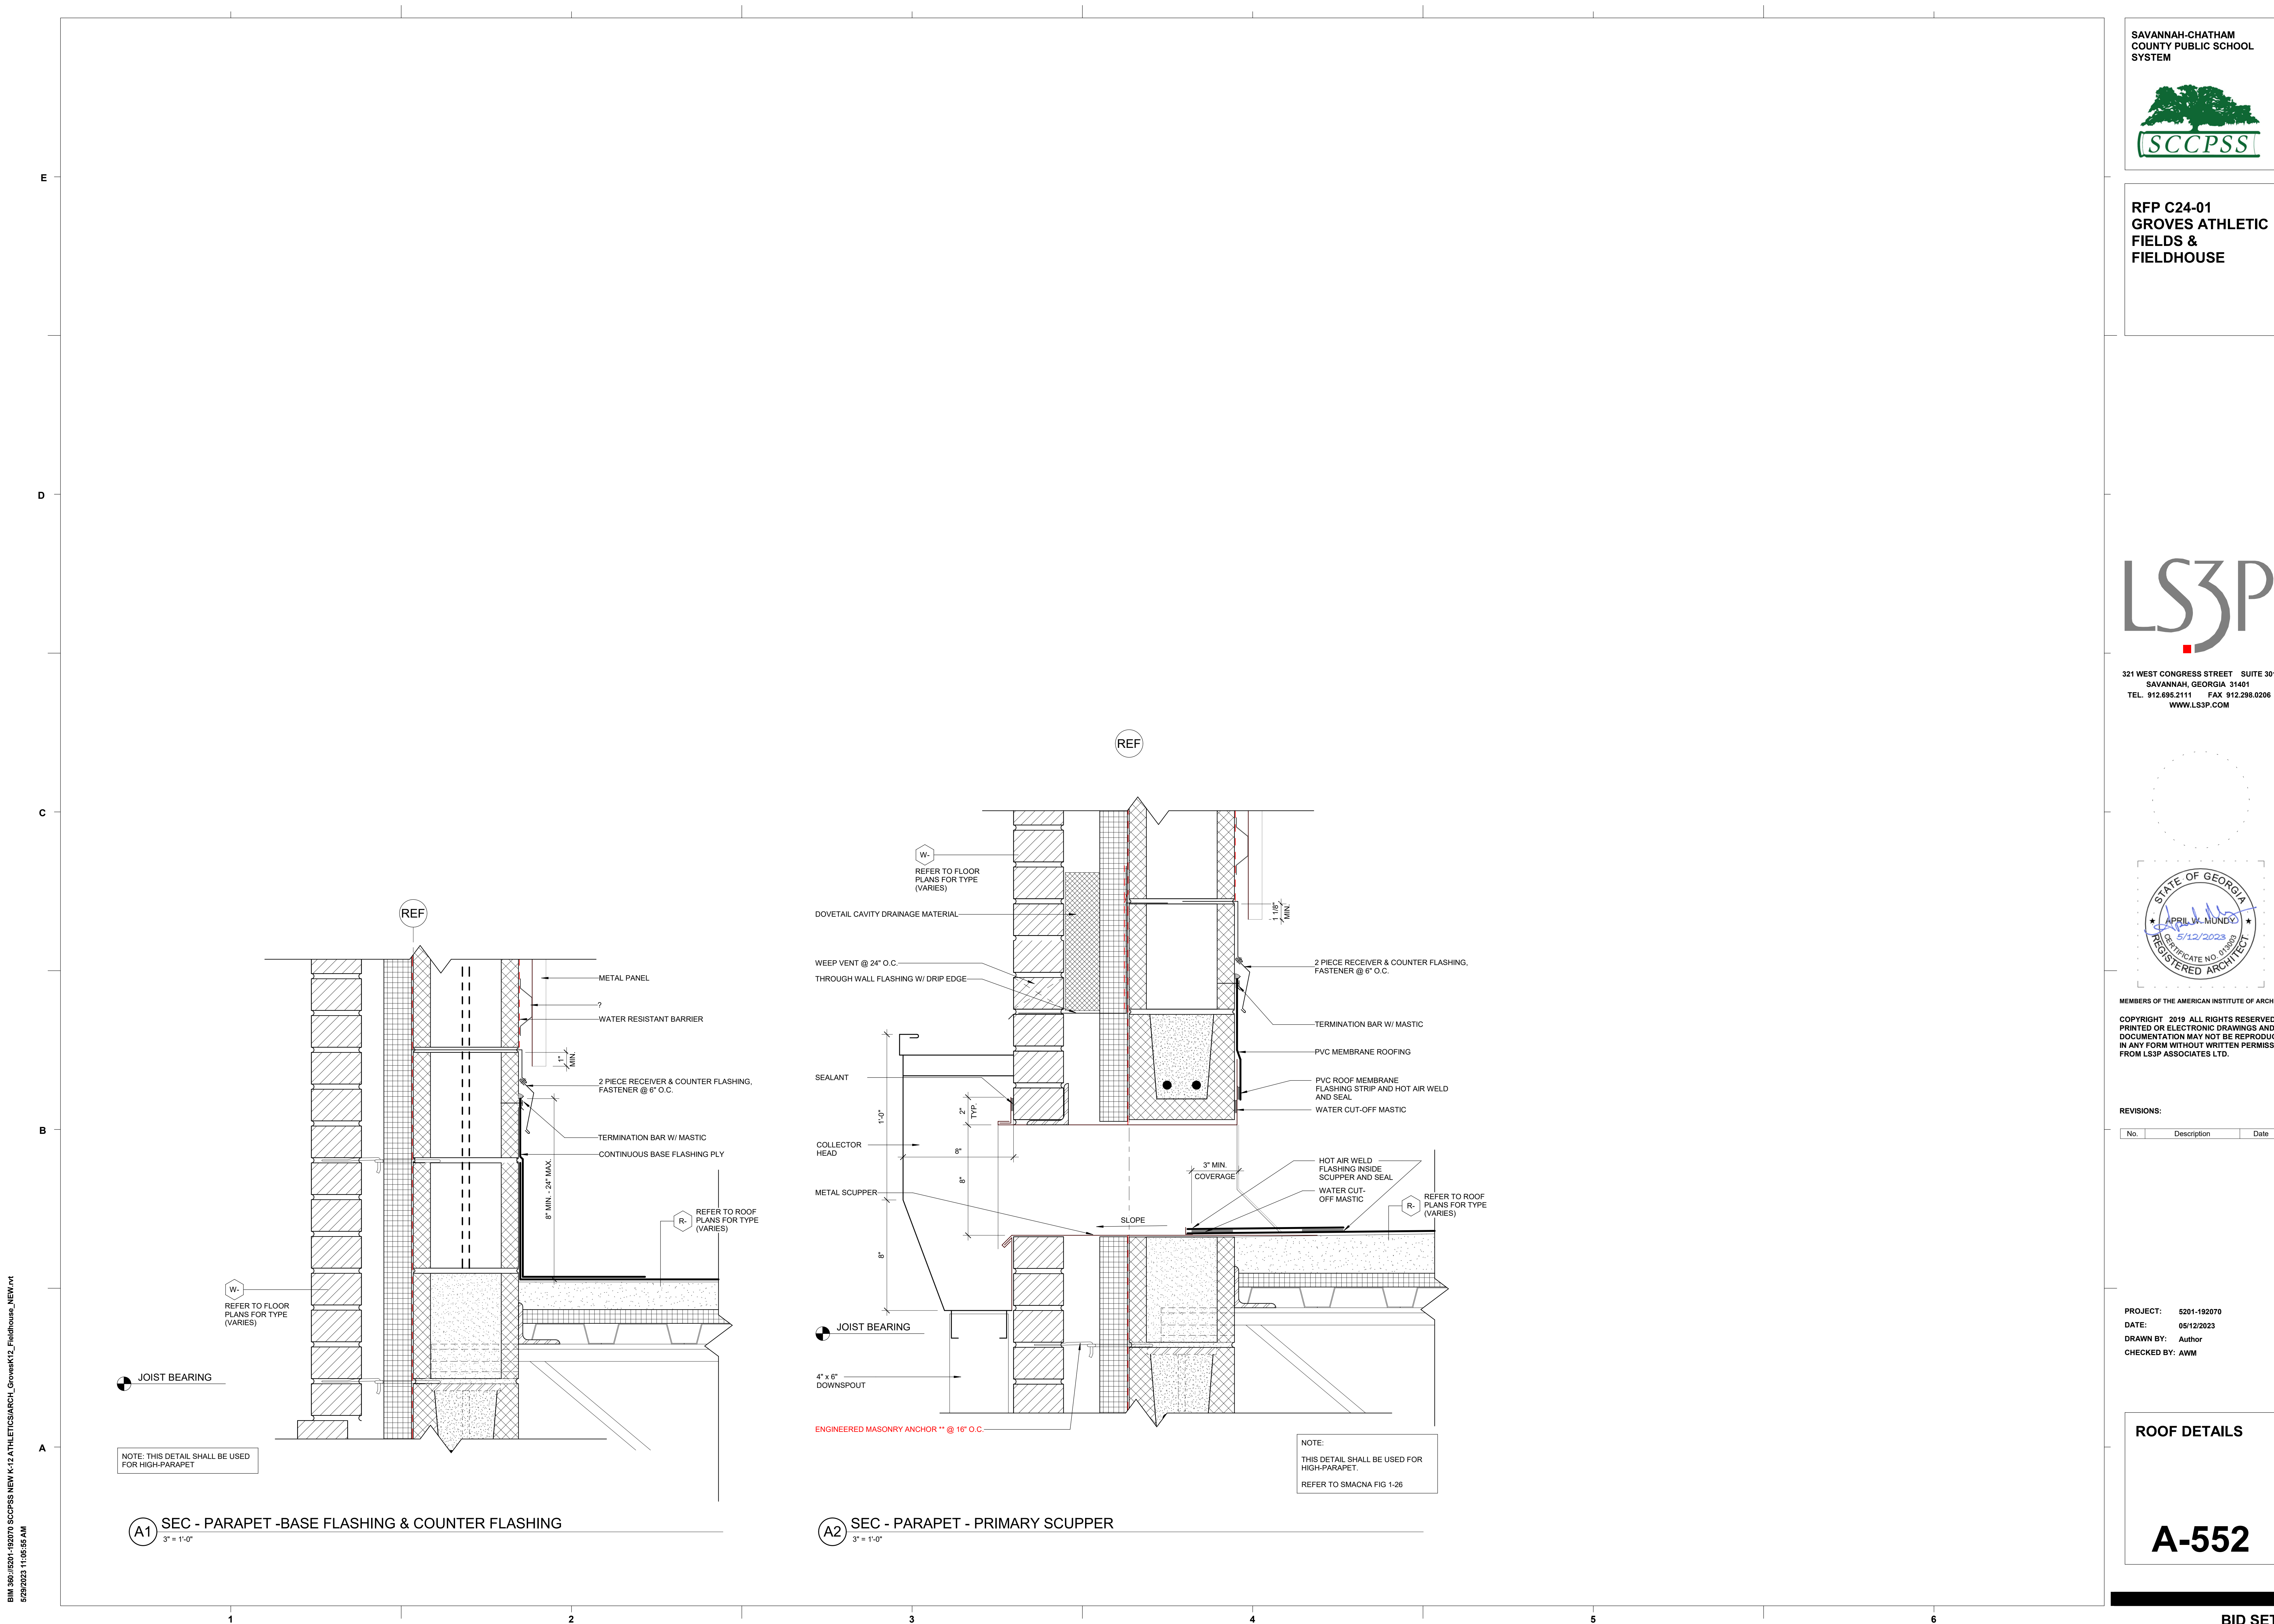 E
D
C
B
A
1
2
3
4
5
6
BIM 360://5201-192070 SCCPSS NEW K-12 ATHLETICS/ARCH_GrovesK12_Fieldhouse_NEW.rvt
5/29/2023 11:05:55 AM
REF
METAL PANEL
?
WATER RESISTANT BARRIER
1"
MIN.
2 PIECE RECEIVER & COUNTER FLASHING,
FASTENER @ 6" O.C.
TERMINATION BAR W/ MASTIC
CONTINUOUS BASE FLASHING PLY
8" MIN. - 24" MAX.
R-
REFER TO ROOF
PLANS FOR TYPE
(VARIES)
W-
REFER TO FLOOR
PLANS FOR TYPE
(VARIES)
JOIST BEARING
NOTE: THIS DETAIL SHALL BE USED
FOR HIGH-PARAPET
A1
SEC - PARAPET -BASE FLASHING & COUNTER FLASHING
3" = 1'-0"
REF
W-
REFER TO FLOOR
PLANS FOR TYPE
(VARIES)
DOVETAIL CAVITY DRAINAGE MATERIAL
WEEP VENT @ 24" O.C.
THROUGH WALL FLASHING W/ DRIP EDGE
SEALANT
1'-0"
2"
TYP.
COLLECTOR
HEAD
8"
8"
METAL SCUPPER
8"
JOIST BEARING
4" x 6"
DOWNSPOUT
ENGINEERED MASONRY ANCHOR ** @ 16" O.C.
1 1/8"
MIN.
2 PIECE RECEIVER & COUNTER FLASHING,
FASTENER @ 6" O.C.
TERMINATION BAR W/ MASTIC
PVC MEMBRANE ROOFING
PVC ROOF MEMBRANE
FLASHING STRIP AND HOT AIR WELD
AND SEAL
WATER CUT-OFF MASTIC
3" MIN.
COVERAGE
HOT AIR WELD
FLASHING INSIDE
SCUPPER AND SEAL
WATER CUT-
OFF MASTIC
SLOPE
R-
REFER TO ROOF
PLANS FOR TYPE
(VARIES)
NOTE:
THIS DETAIL SHALL BE USED FOR
HIGH-PARAPET.
REFER TO SMACNA FIG 1-26
A2
SEC - PARAPET - PRIMARY SCUPPER
3" = 1'-0"
SAVANNAH-CHATHAM
COUNTY PUBLIC SCHOOL
SYSTEM
SCCPSS
RFP C24-01
GROVES ATHLETIC
FIELDS &
FIELDHOUSE
LS3P
321 WEST CONGRESS STREET SUITE 301
SAVANNAH, GEORGIA 31401
TEL. 912.695.2111 FAX 912.298.0206
WWW.LS3P.COM
STATE OF GEORGIA
APRIL W. MUNDY
5/12/2023
CERTIFICATE NO. 013003
REGISTERED ARCHITECT
MEMBERS OF THE AMERICAN INSTITUTE OF ARCH
COPYRIGHT 2019 ALL RIGHTS RESERVED
PRINTED OR ELECTRONIC DRAWINGS AND
DOCUMENTATION MAY NOT BE REPRODUC
IN ANY FORM WITHOUT WRITTEN PERMISS
FROM LS3P ASSOCIATES LTD.
REVISIONS:
No. Description Date
PROJECT: 5201-192070
DATE: 05/12/2023
DRAWN BY: Author
CHECKED BY: AWM
ROOF DETAILS
A-552
BID SET